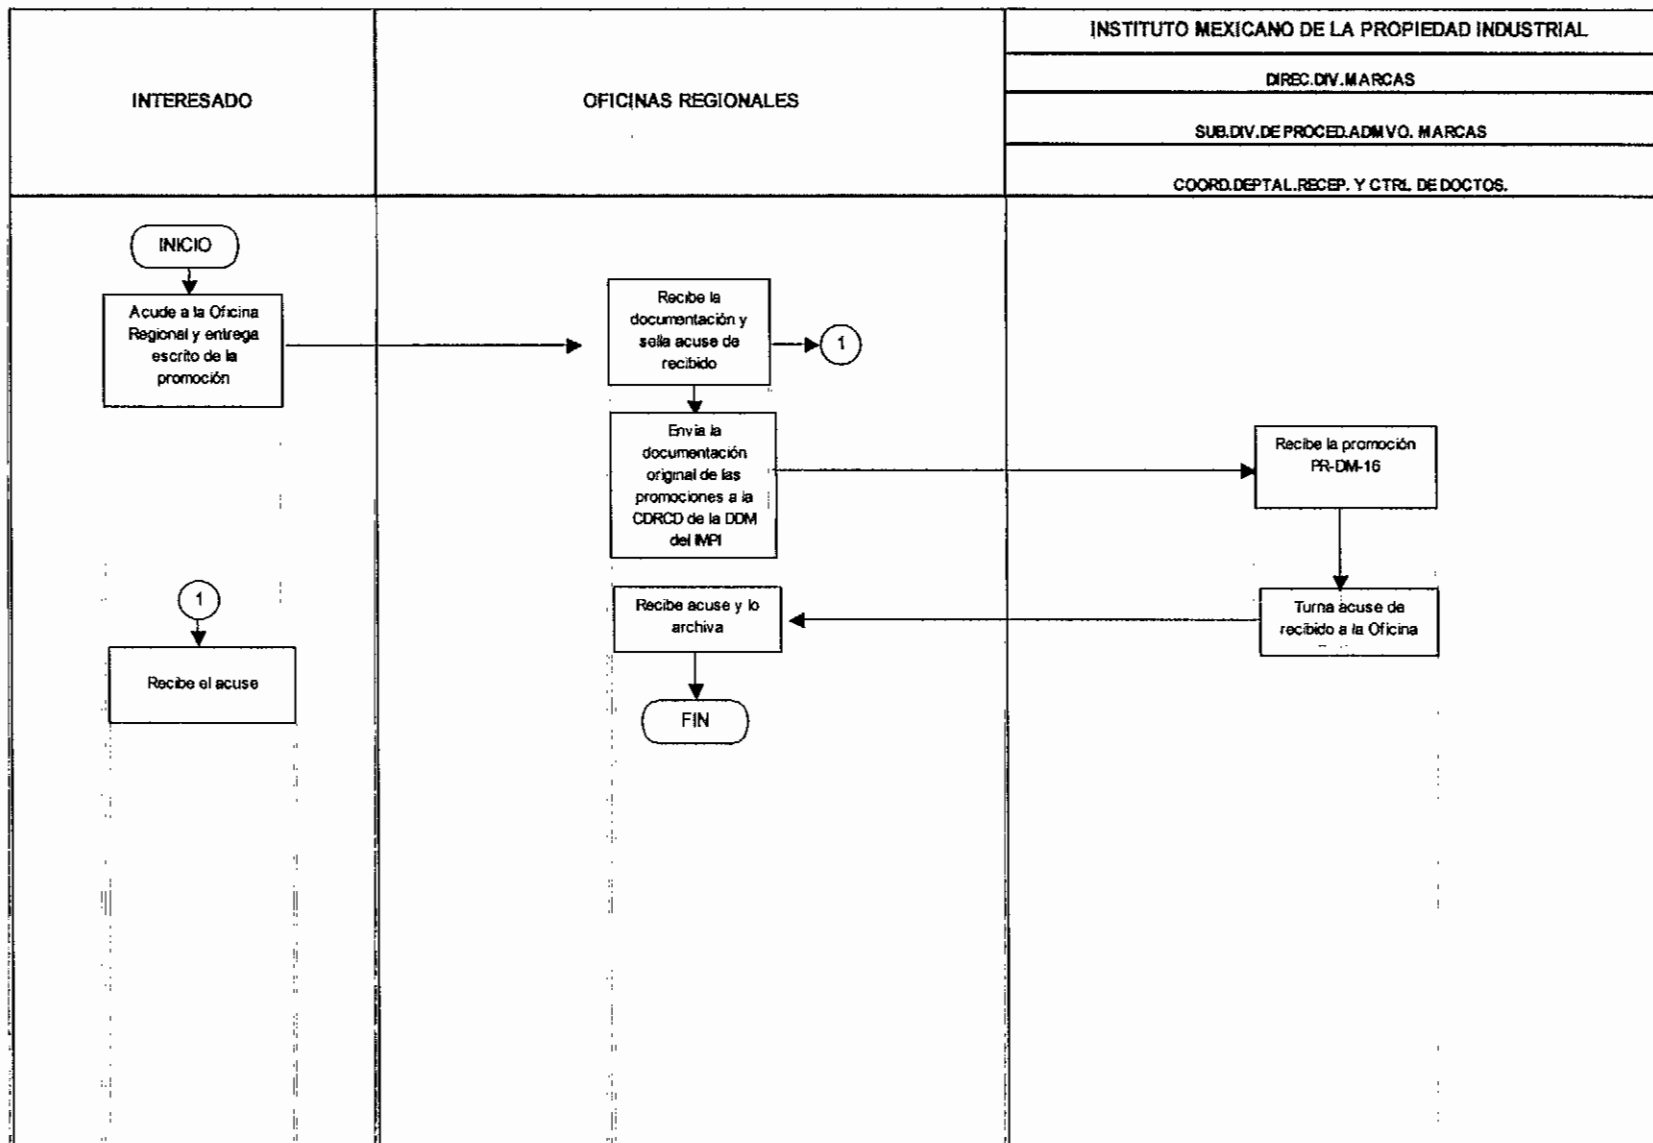 INTERESADO
OFICINAS REGIONALES
INSTITUTO MEXICANO DE LA PROPIEDAD INDUSTRIAL
DIREC.DIV.MARCAS
SUB.DIV.DE PROCED.ADMVO. MARCAS
COORD.DEPTAL.RECEP. Y CTRL. DE DOCTOS.
INICIO
Acude a la Oficina
Regional y entrega
escrito de la
promoción
Recibe la
documentación y
sella acuse de
recibido
1
Envia la
documentación
original de las
promociones a la
CDRCD de la DDM
del IMPI
Recibe la promoción
PR-DM-16
Turna acuse de
recibido a la Oficina
Recibe acuse y lo
archiva
FIN
1
Recibe el acuse